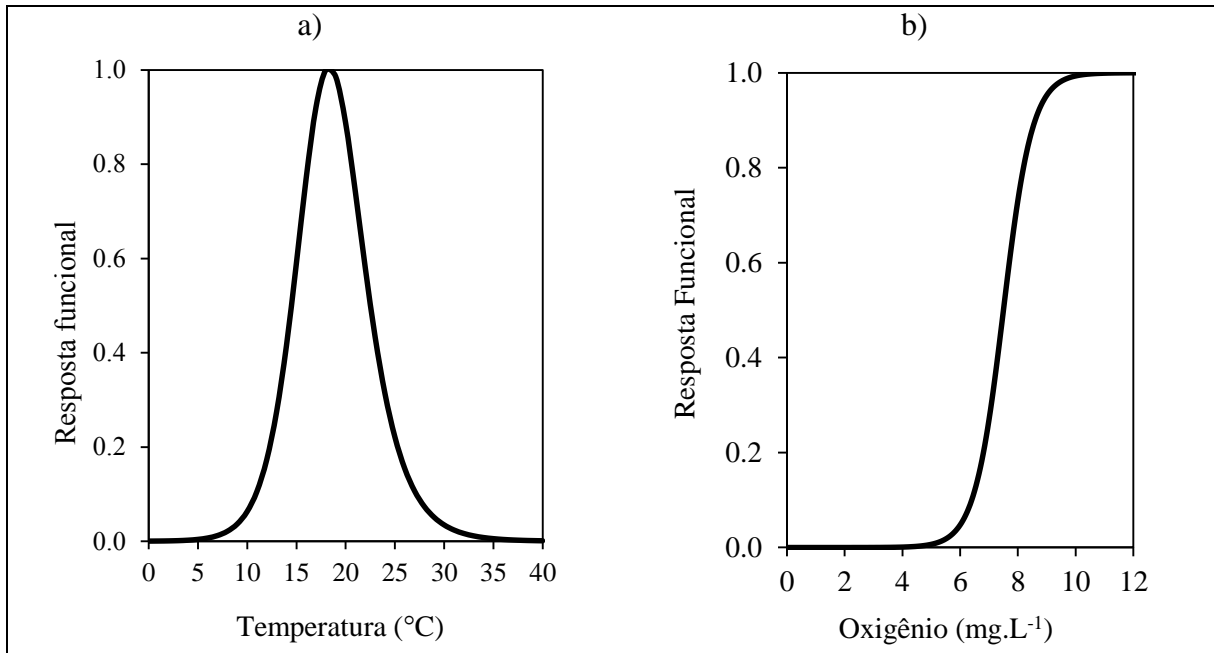 a)
Resposta funcional
1.0
0.8
0.6
0.4
0.2
0.0
0 5 10 15 20 25 30 35 40
Temperatura (°C)
b)
Resposta Funcional
1.0
0.8
0.6
0.4
0.2
0.0
0 2 4 6 8 10 12
Oxigênio (mg.L⁻¹)